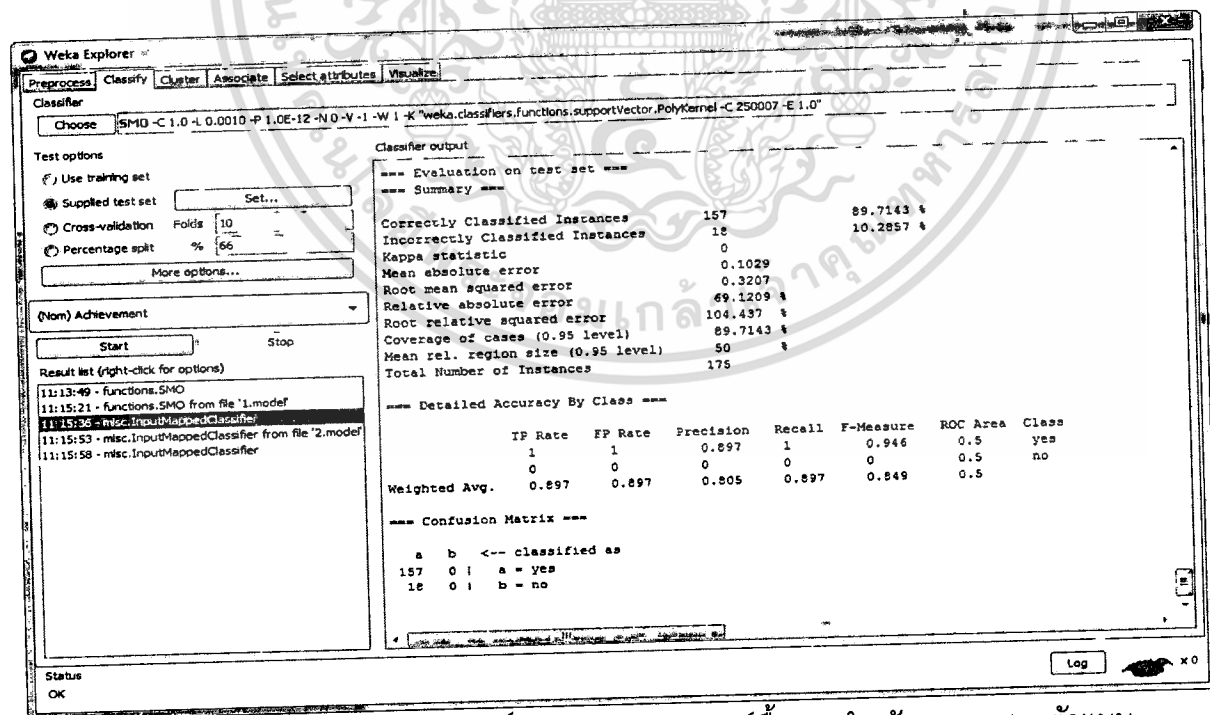 Weka Explorer
Preprocess Classify Cluster Associate Select attributes Visualize
Classifier
Choose SMO -C 1.0 -L 0.0010 -P 1.0E-12 -N 0 -V -1 -W 1 -K "weka.classifiers.functions.supportVector.PolyKernel -C 250007 -E 1.0"
Test options
Use training set
Supplied test set Set...
Cross-validation Folds 10
Percentage split % 66
More options...
(Nom) Achievement
Start Stop
Result list (right-click for options)
11:13:49 - functions.SMO
11:15:21 - functions.SMO from file '1.model'
11:15:36 - misc.InputMappedClassifier
11:15:53 - misc.InputMappedClassifier from file '2.model'
11:15:58 - misc.InputMappedClassifier
Classifier output
=== Evaluation on test set ===
=== Summary ===
Correctly Classified Instances 157 89.7143 %
Incorrectly Classified Instances 18 10.2857 %
Kappa statistic 0
Mean absolute error 0.1029
Root mean squared error 0.3207
Relative absolute error 69.1209 %
Root relative squared error 104.437 %
Coverage of cases (0.95 level) 89.7143 %
Mean rel. region size (0.95 level) 50 %
Total Number of Instances 175
=== Detailed Accuracy By Class ===
TP Rate FP Rate Precision Recall F-Measure ROC Area Class
1 1 0.897 1 0.946 0.5 yes
0 0 0 0 0 0.5 no
Weighted Avg. 0.897 0.897 0.805 0.897 0.849 0.5
=== Confusion Matrix ===
a b <-- classified as
157 0 | a = yes
18 0 | b = no
Status
OK
Log x 0